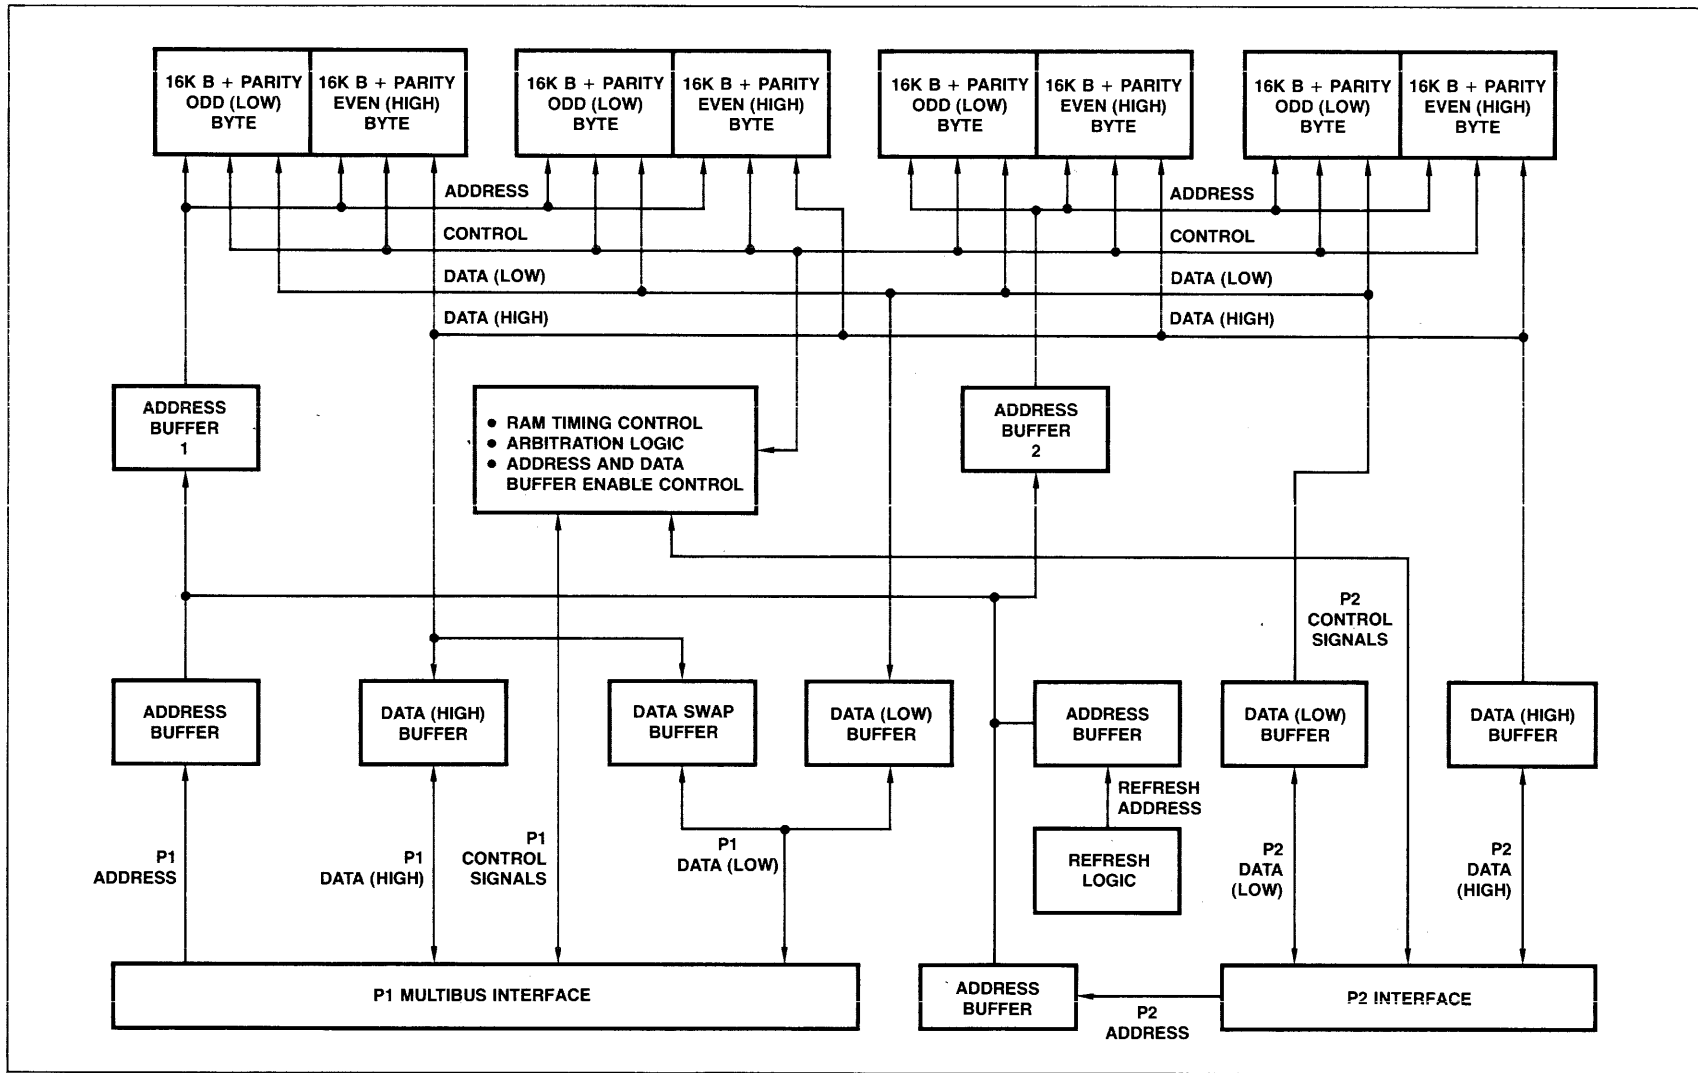 16K B + PARITY
ODD (LOW)
BYTE
16K B + PARITY
EVEN (HIGH)
BYTE
16K B + PARITY
ODD (LOW)
BYTE
16K B + PARITY
EVEN (HIGH)
BYTE
16K B + PARITY
ODD (LOW)
BYTE
16K B + PARITY
EVEN (HIGH)
BYTE
16K B + PARITY
ODD (LOW)
BYTE
16K B + PARITY
EVEN (HIGH)
BYTE
ADDRESS
ADDRESS
CONTROL
CONTROL
DATA (LOW)
DATA (LOW)
DATA (HIGH)
DATA (HIGH)
ADDRESS
BUFFER
1
• RAM TIMING CONTROL
• ARBITRATION LOGIC
• ADDRESS AND DATA
BUFFER ENABLE CONTROL
ADDRESS
BUFFER
2
P2
CONTROL
SIGNALS
ADDRESS
BUFFER
DATA (HIGH)
BUFFER
DATA SWAP
BUFFER
DATA (LOW)
BUFFER
ADDRESS
BUFFER
DATA (LOW)
BUFFER
DATA (HIGH)
BUFFER
REFRESH
ADDRESS
P1
ADDRESS
P1
DATA (HIGH)
P1
CONTROL
SIGNALS
P1
DATA (LOW)
REFRESH
LOGIC
P2
DATA
(LOW)
P2
DATA
(HIGH)
P1 MULTIBUS INTERFACE
ADDRESS
BUFFER
P2
ADDRESS
P2 INTERFACE